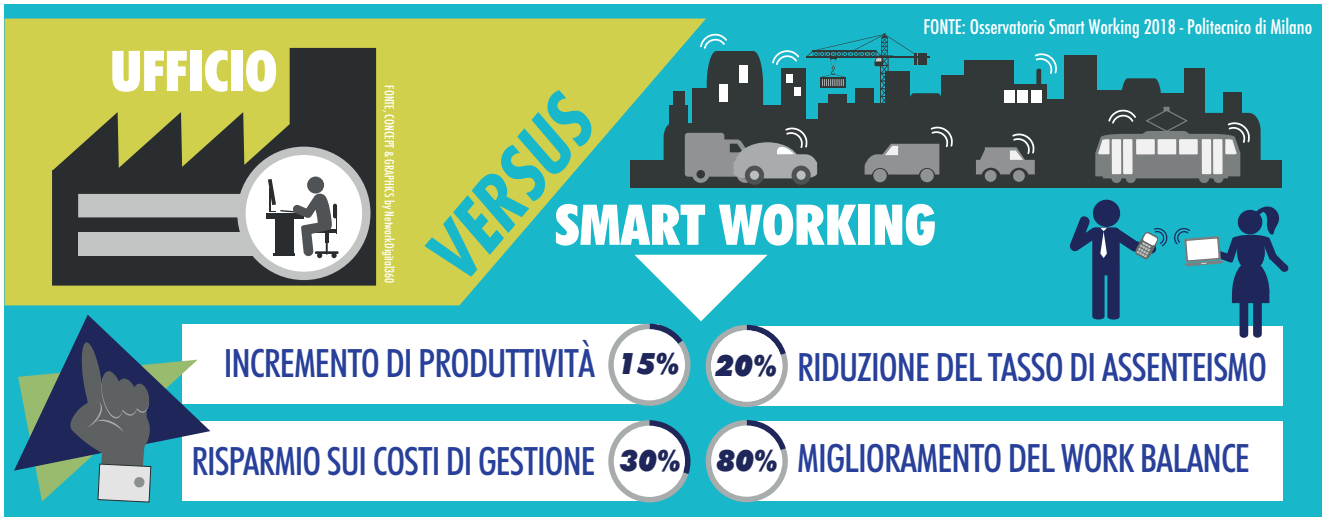 UFFICIO
FONTE, CONCEPT & GRAPHICS by NetworkDigital360
VERSUS
FONTE: Osservatorio Smart Working 2018 - Politecnico di Milano
SMART WORKING
INCREMENTO DI PRODUTTIVITÀ 15%
20% RIDUZIONE DEL TASSO DI ASSENTEISMO
RISPARMIO SUI COSTI DI GESTIONE 30%
80% MIGLIORAMENTO DEL WORK BALANCE